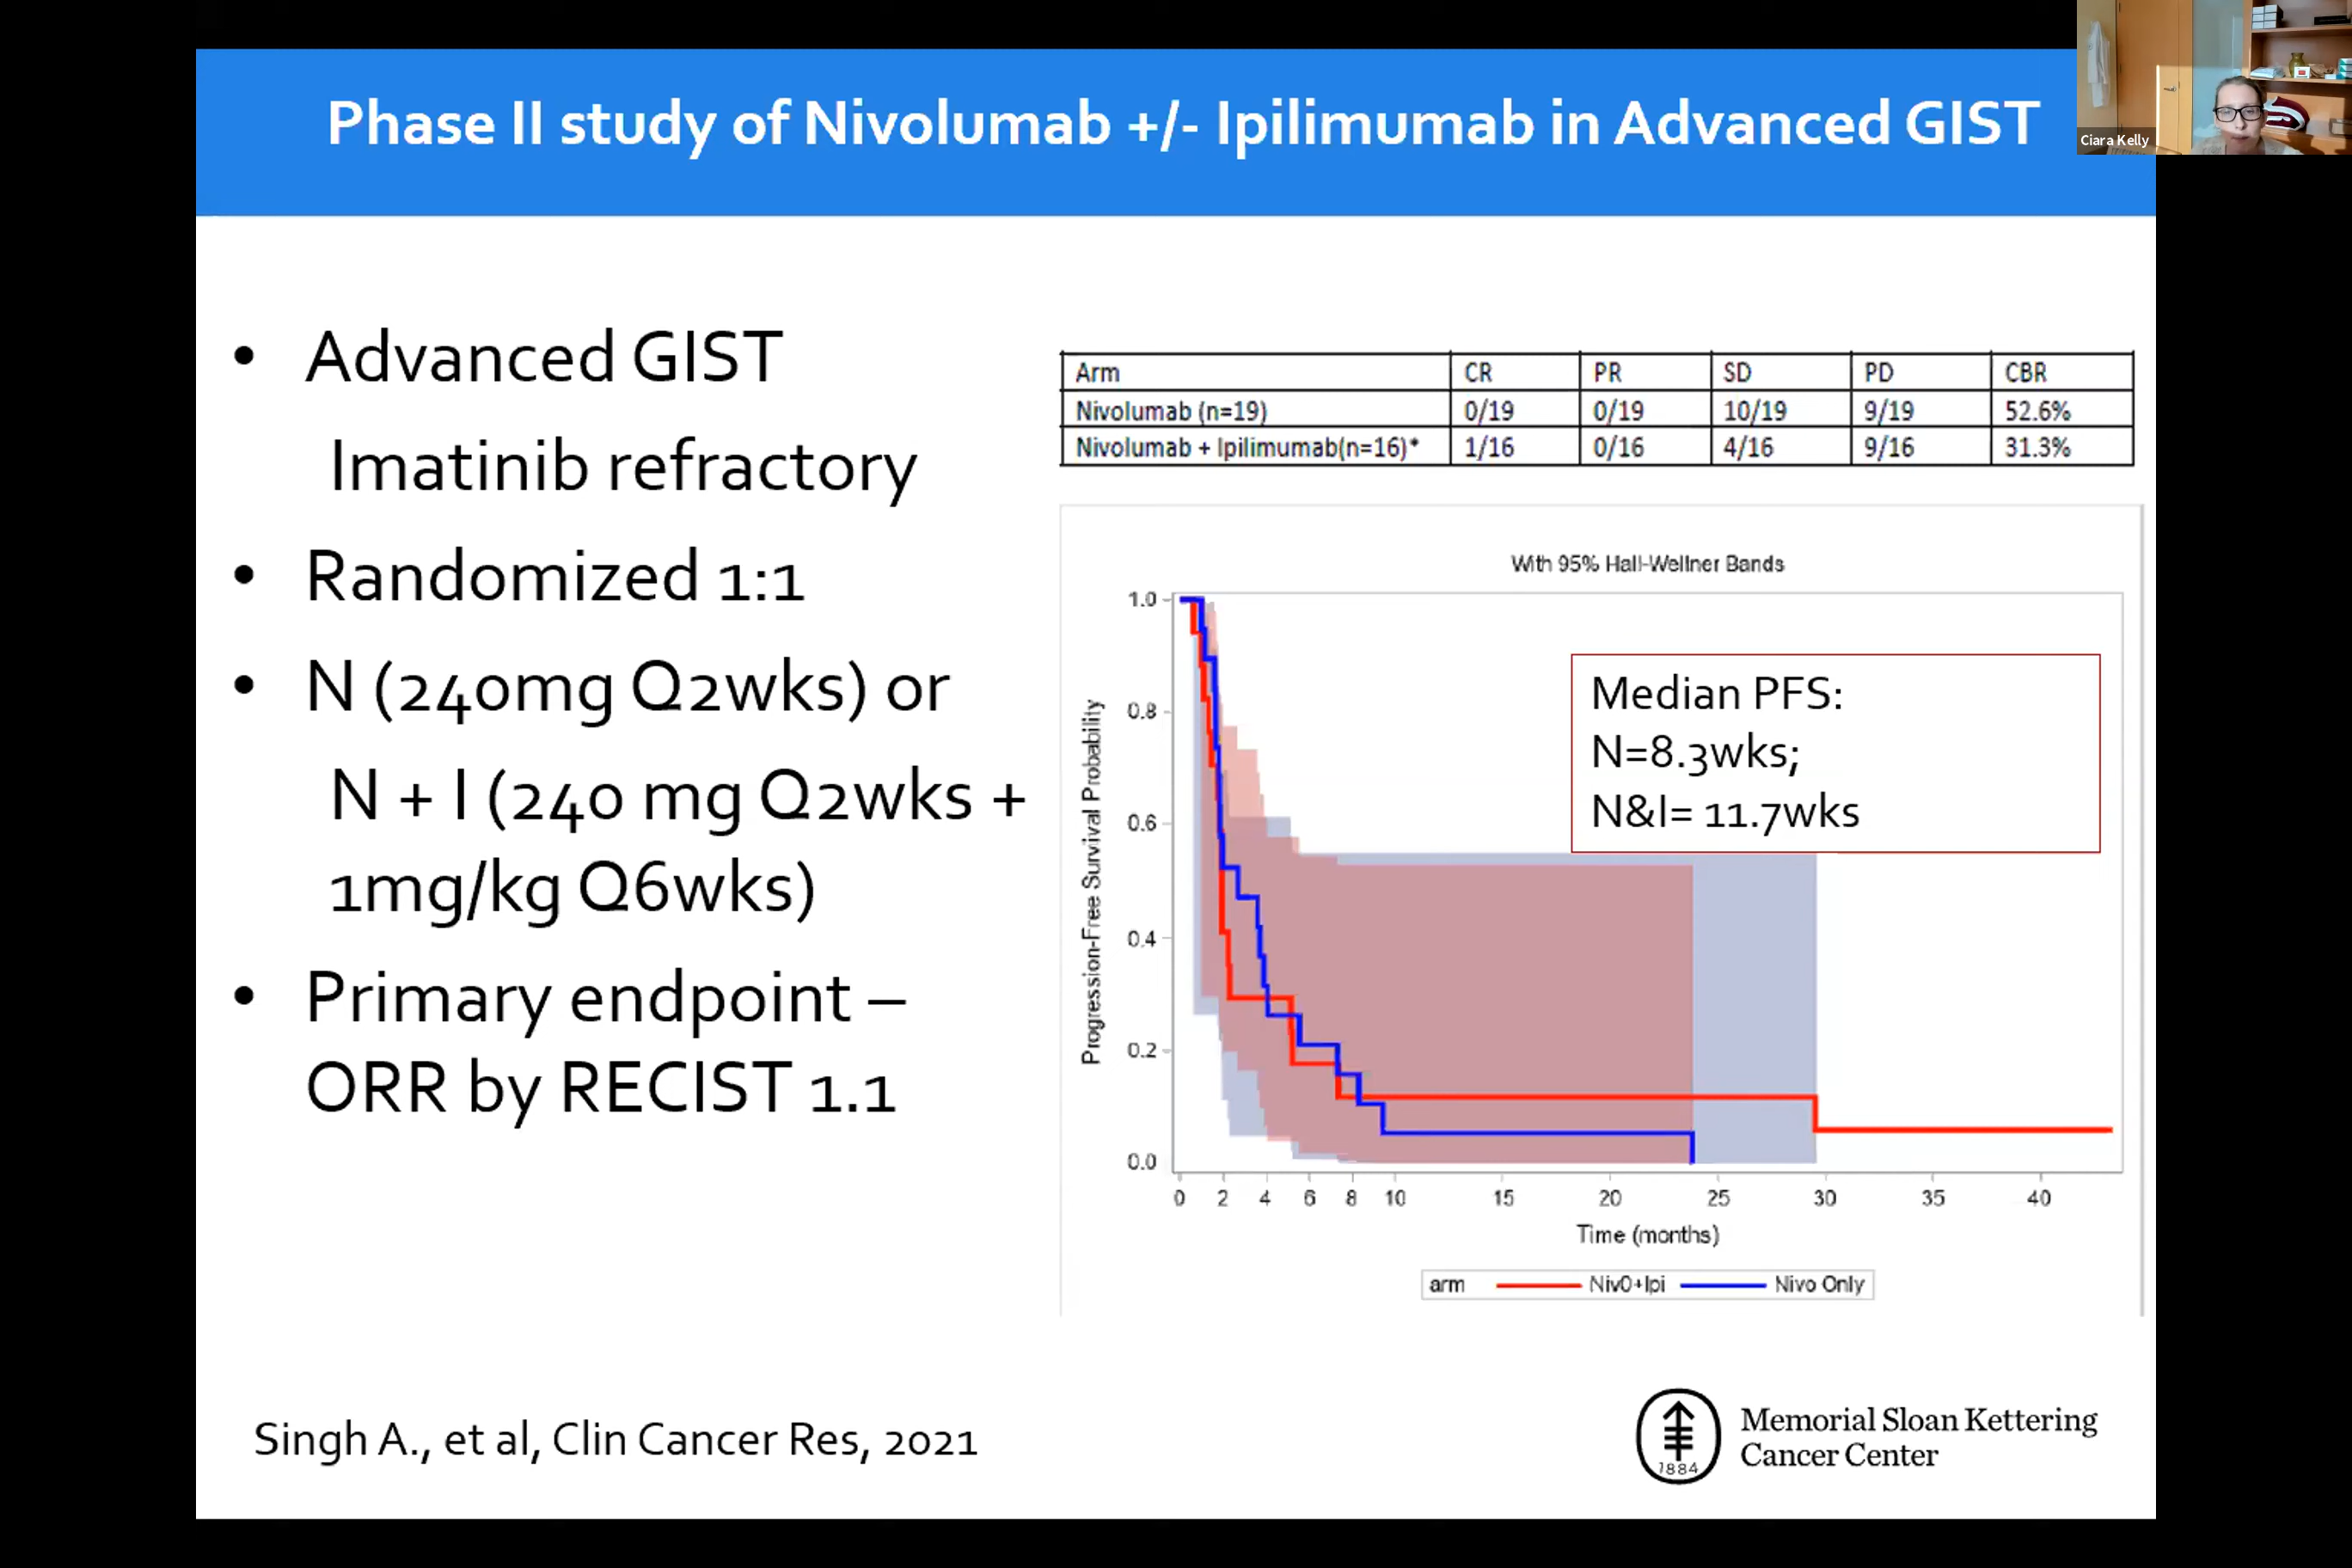 Phase II study of Nivolumab +/- Ipilimumab in Advanced GIST
Ciara Kelly
• Advanced GIST
Imatinib refractory
• Randomized 1:1
• N (240mg Q2wks) or
N + I (240 mg Q2wks +
1mg/kg Q6wks)
• Primary endpoint –
ORR by RECIST 1.1
Arm CR PR SD PD CBR
Nivolumab (n=19) 0/19 0/19 10/19 9/19 52.6%
Nivolumab + Ipilimumab(n=16)* 1/16 0/16 4/16 9/16 31.3%
With 95% Hall-Wellner Bands
Progression-Free Survival Probability
1.0
0.8
0.6
0.4
0.2
0.0
Median PFS:
N=8.3wks;
N&I= 11.7wks
0 2 4 6 8 10 15 20 25 30 35 40
Time (months)
arm Niv0+Ipi Nivo Only
Singh A., et al, Clin Cancer Res, 2021
1884
Memorial Sloan Kettering
Cancer Center